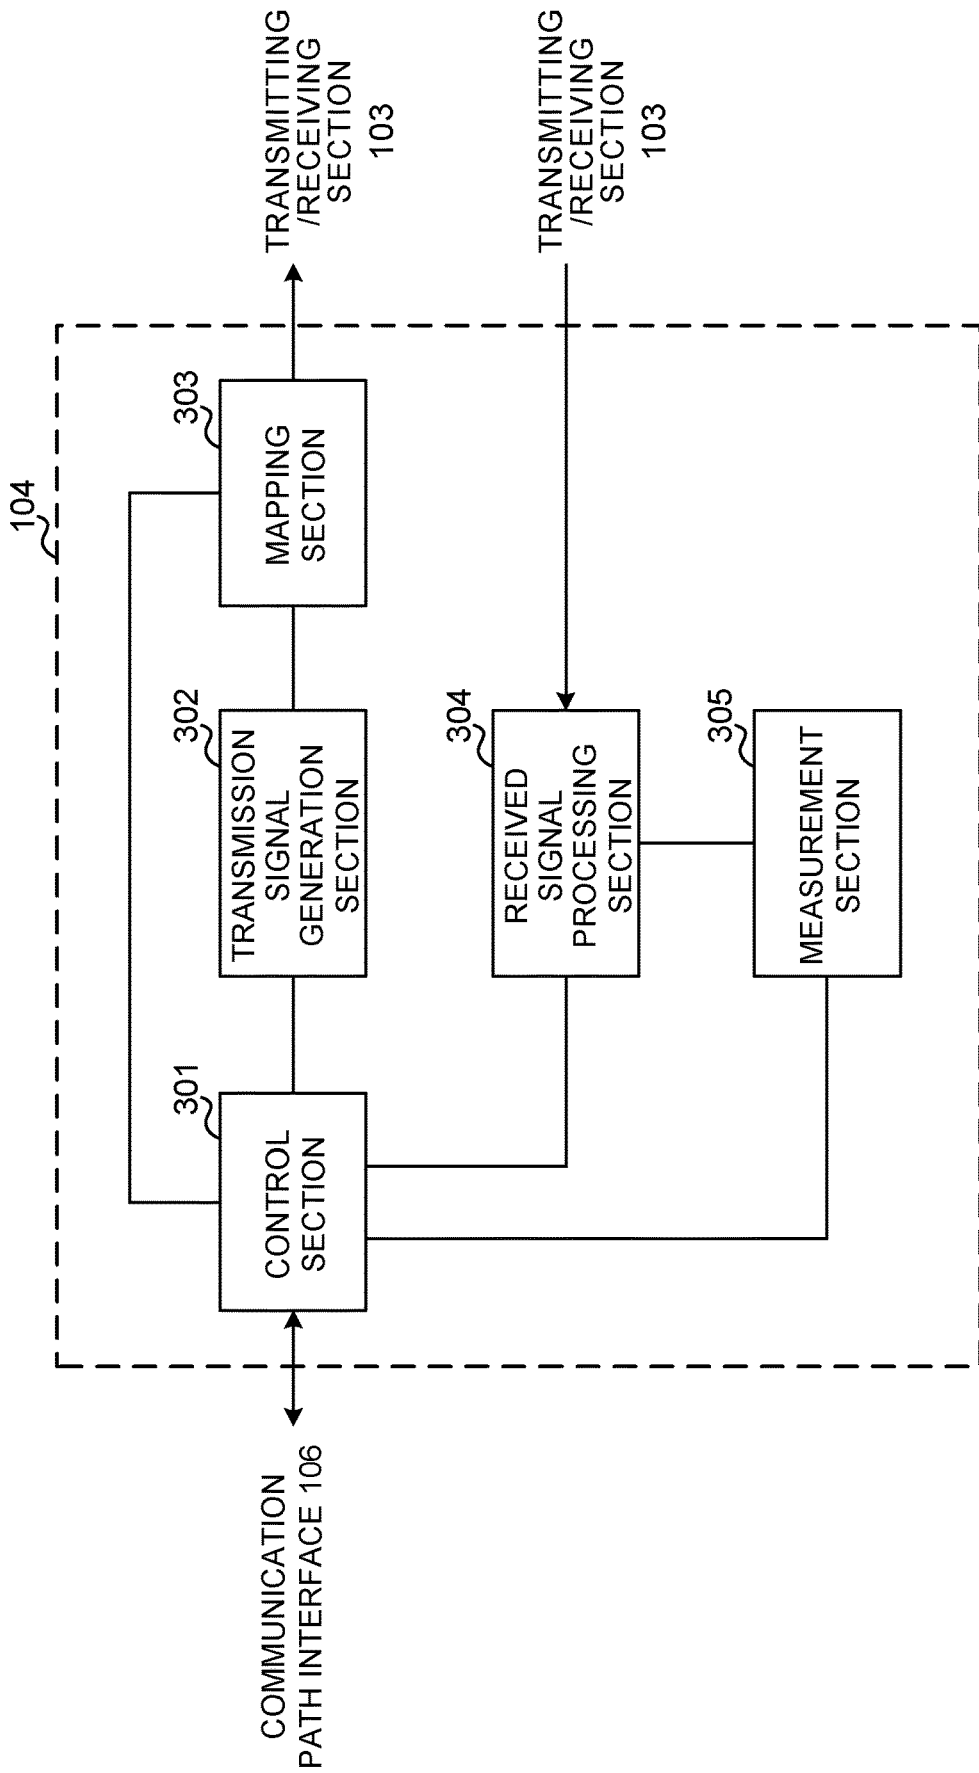 104
COMMUNICATION
PATH INTERFACE 106
301
CONTROL
SECTION
302
TRANSMISSION
SIGNAL
GENERATION
SECTION
303
MAPPING
SECTION
TRANSMITTING
/RECEIVING
SECTION
103
304
RECEIVED
SIGNAL
PROCESSING
SECTION
TRANSMITTING
/RECEIVING
SECTION
103
305
MEASUREMENT
SECTION